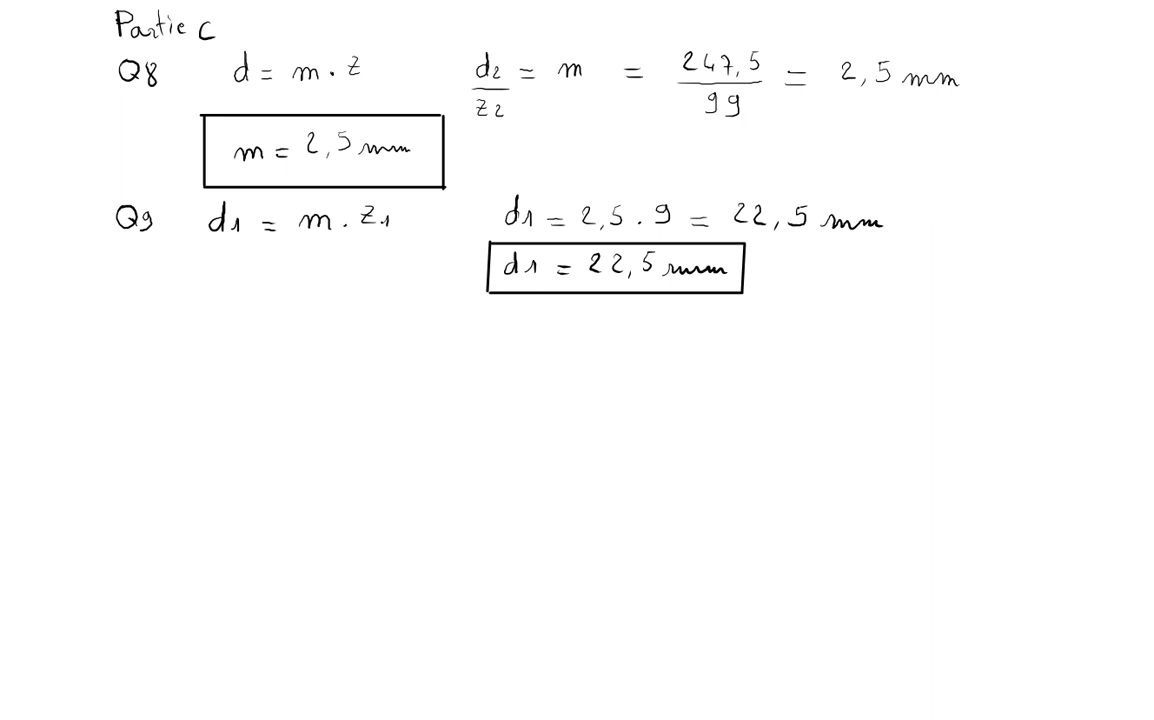 Partie C
Q8 d = m . z d2/z2 = m = 247,5/99 = 2,5 mm
m = 2,5 mm
Q9 d1 = m . z1 d1 = 2,5 . 9 = 22,5 mm
d1 = 22,5 mm